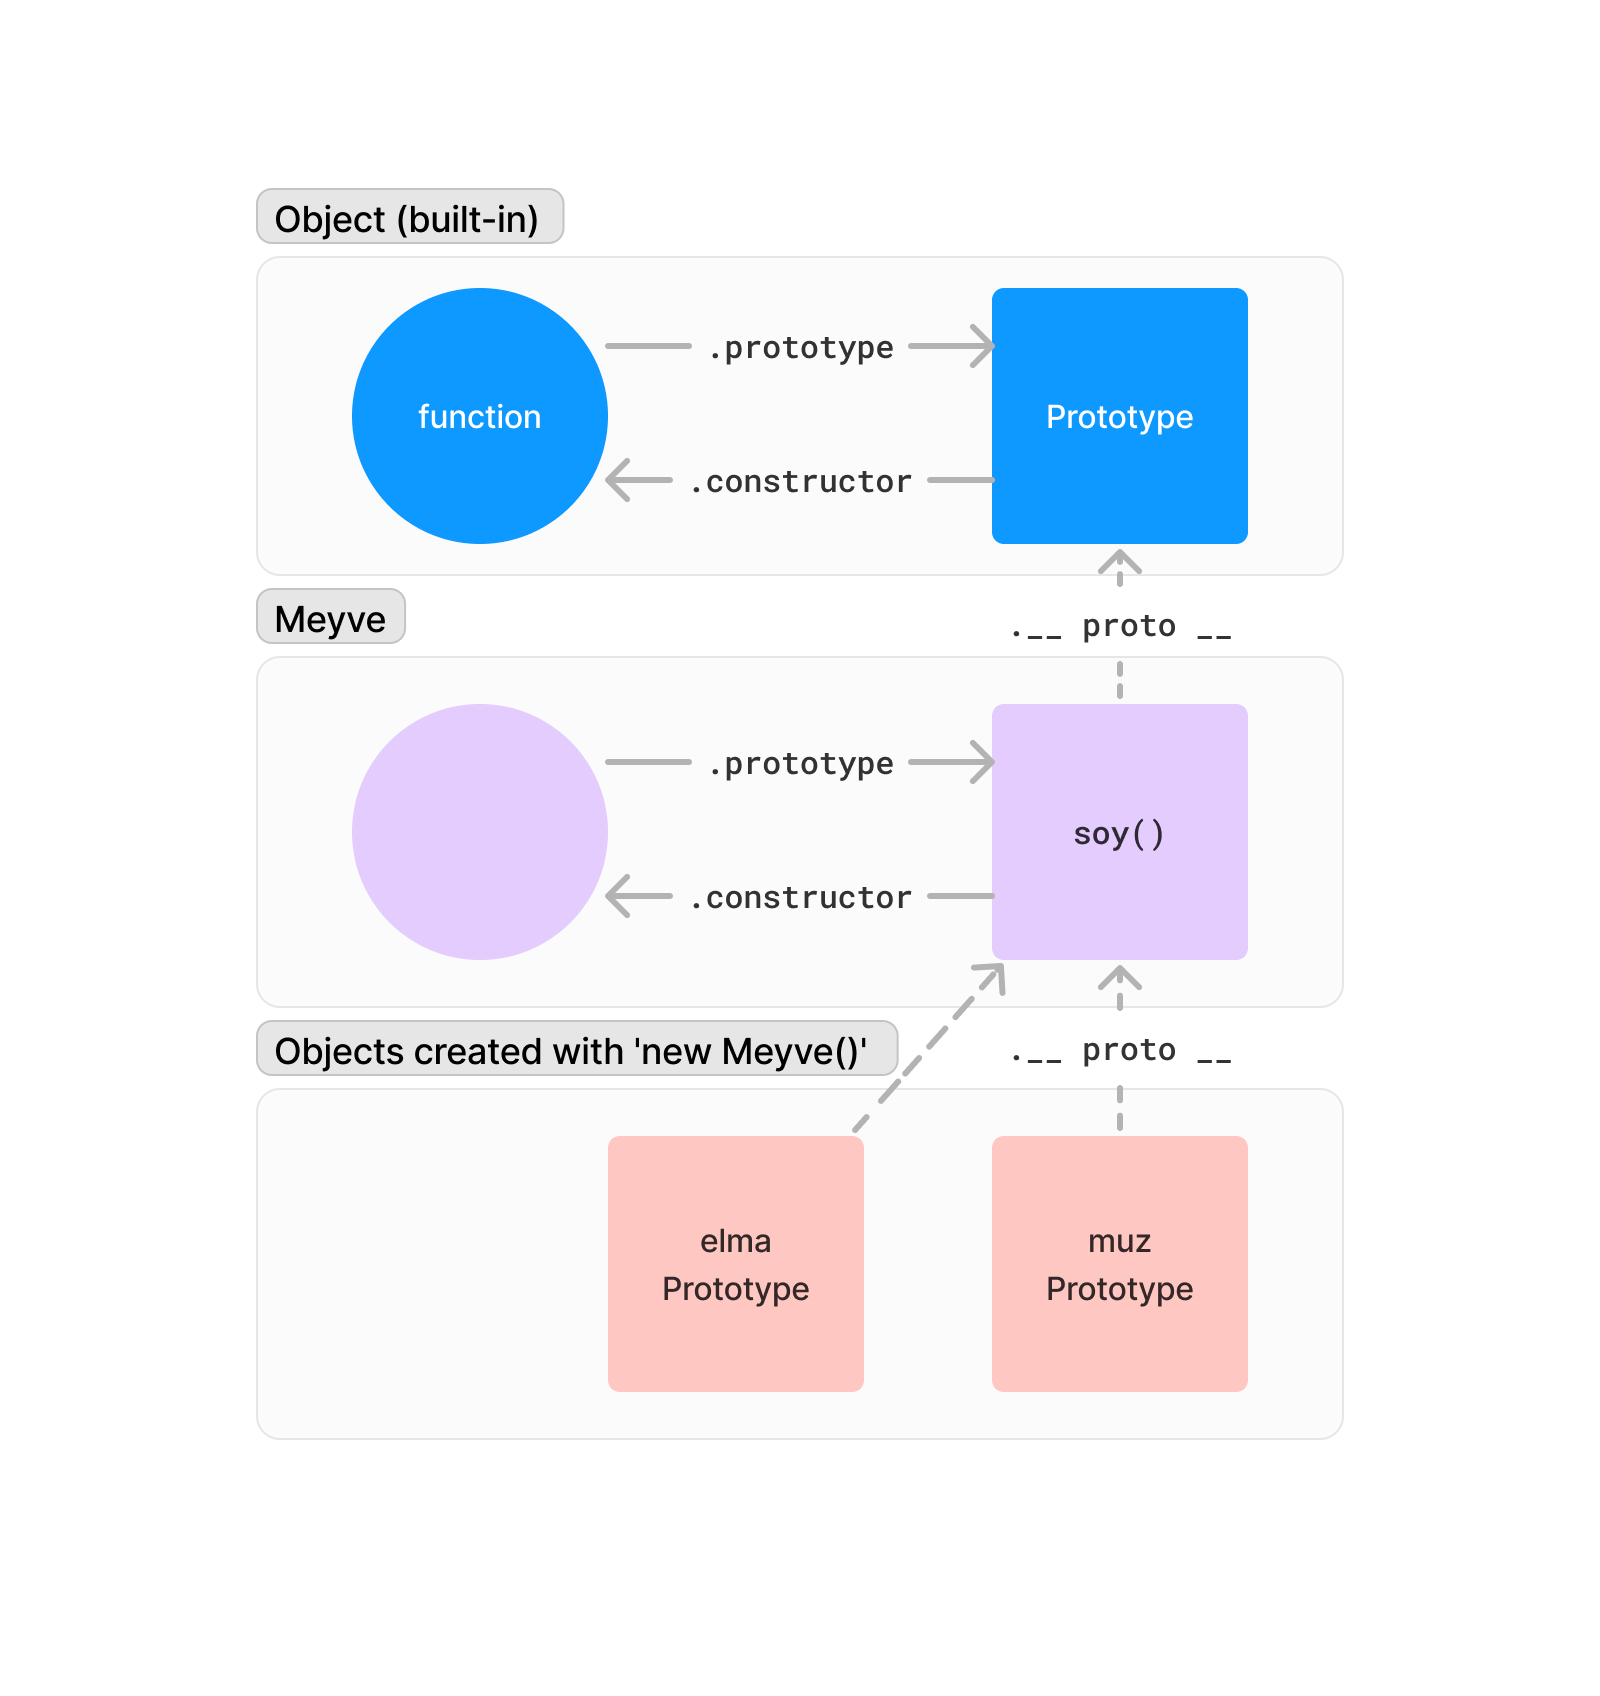 Object (built-in)
.prototype
function
Prototype
.constructor
Meyve
.__ proto __
.prototype
soy()
.constructor
Objects created with 'new Meyve()'
.__ proto __
elma
Prototype
muz
Prototype